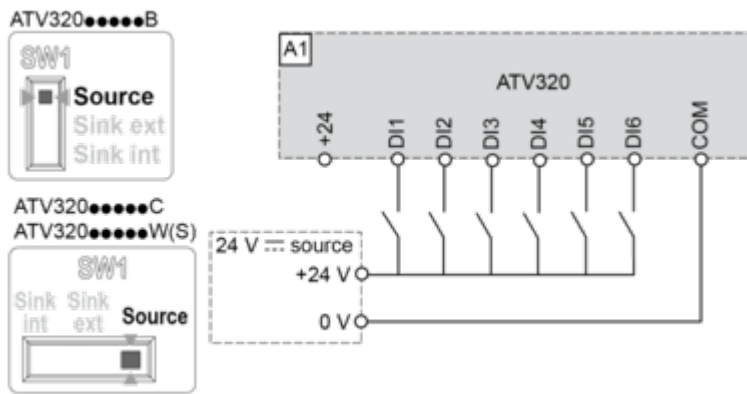 ATV320●●●●●B
SW1
Source
Sink ext
Sink int
ATV320●●●●●C
ATV320●●●●●W(S)
SW1
Sink int
Sink ext
Source
A1
ATV320
+24
DI1
DI2
DI3
DI4
DI5
DI6
COM
24 V ⎓ source
+24 V
0 V